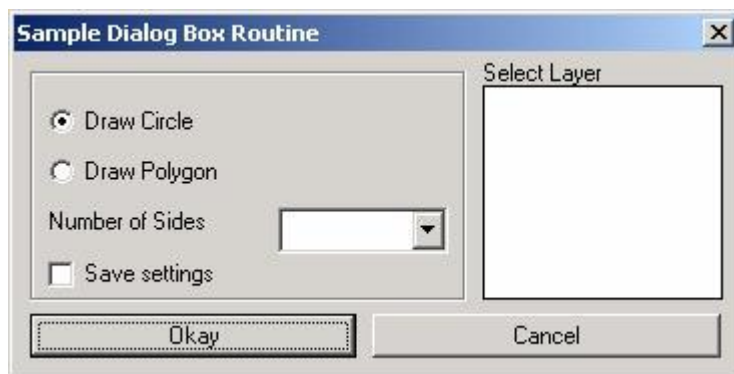 Sample Dialog Box Routine
Select Layer
Draw Circle
Draw Polygon
Number of Sides
Save settings
Okay
Cancel